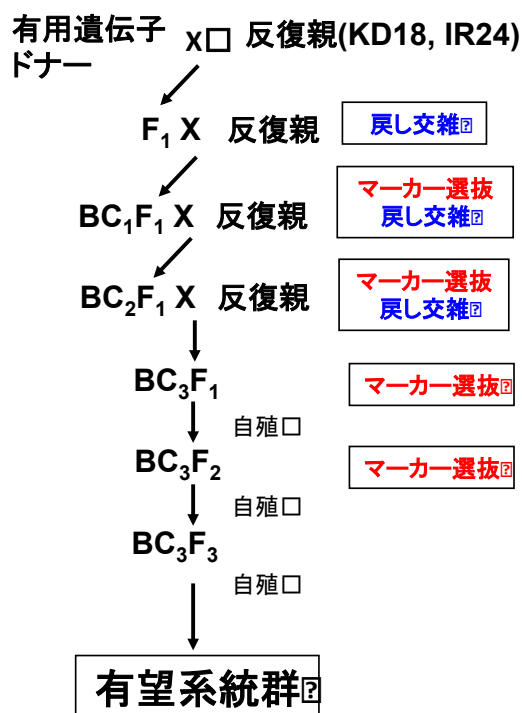 有用遺伝子 X□ 反復親(KD18, IR24)
ドナー
F₁ X 反復親 戻し交雑⍰
マーカー選抜
BC₁F₁ X 反復親 戻し交雑⍰
マーカー選抜
BC₂F₁ X 反復親 戻し交雑⍰
BC₃F₁ マーカー選抜⍰
自殖□
BC₃F₂ マーカー選抜⍰
自殖□
BC₃F₃
自殖□
有望系統群⍰